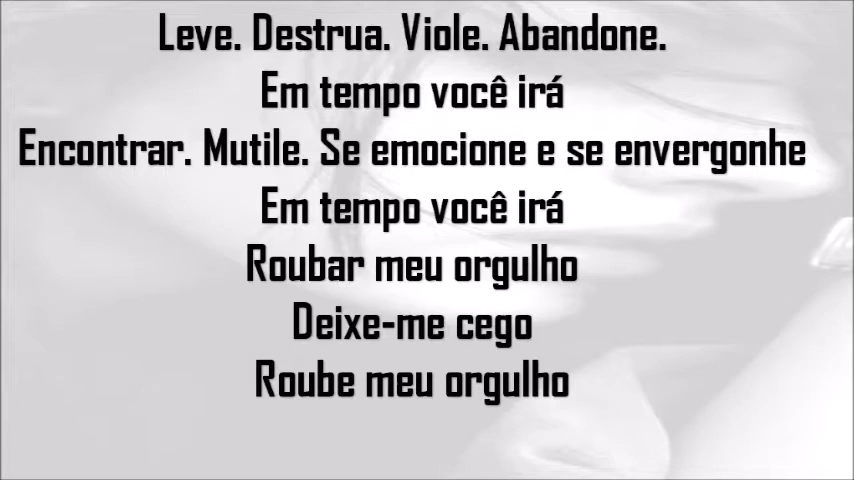 Leve. Destrua. Viole. Abandone.
Em tempo você irá
Encontrar. Mutile. Se emocione e se envergonhe
Em tempo você irá
Roubar meu orgulho
Deixe-me cego
Roube meu orgulho